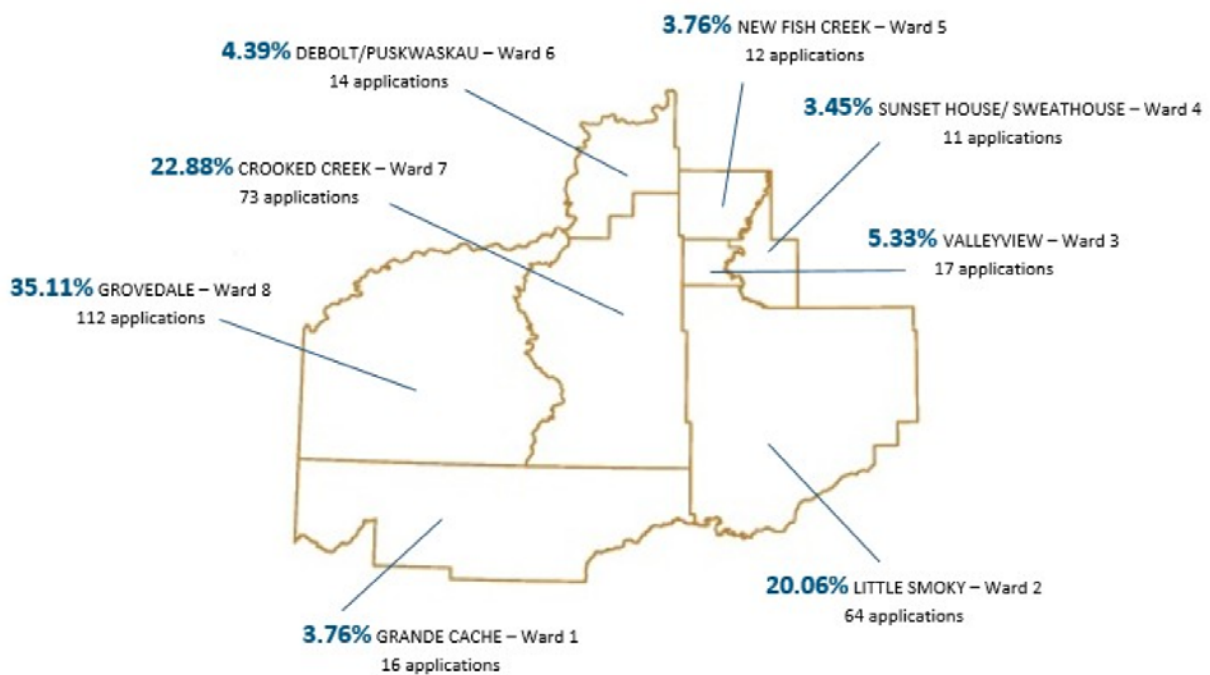 3.76% NEW FISH CREEK – Ward 5
12 applications
4.39% DEBOLT/PUSKWASKAU – Ward 6
14 applications
3.45% SUNSET HOUSE/ SWEATHOUSE – Ward 4
11 applications
22.88% CROOKED CREEK – Ward 7
73 applications
5.33% VALLEYVIEW – Ward 3
17 applications
35.11% GROVEDALE – Ward 8
112 applications
20.06% LITTLE SMOKY – Ward 2
64 applications
3.76% GRANDE CACHE – Ward 1
16 applications